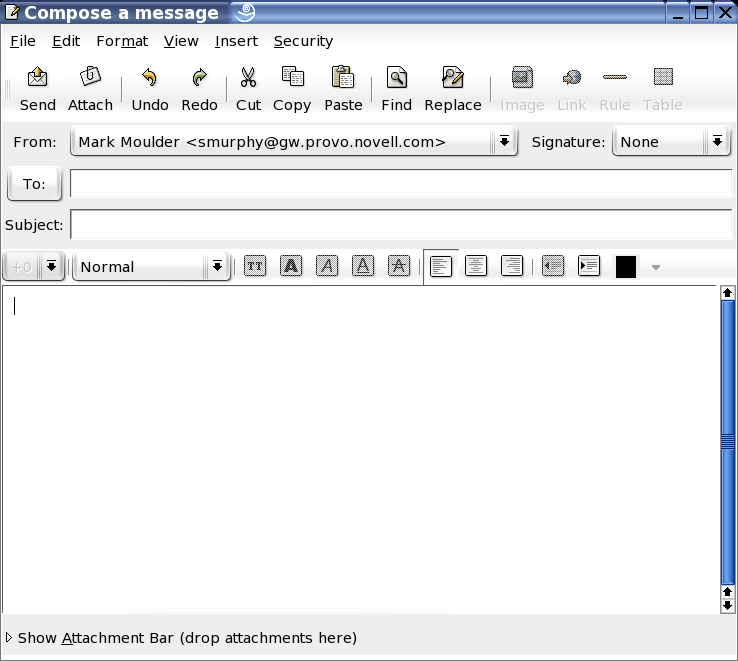 Compose a message
File Edit Format View Insert Security
Send Attach Undo Redo Cut Copy Paste Find Replace Image Link Rule Table
From: Mark Moulder <smurphy@gw.provo.novell.com> Signature: None
To:
Subject:
+0 Normal TT A A A A
Show Attachment Bar (drop attachments here)